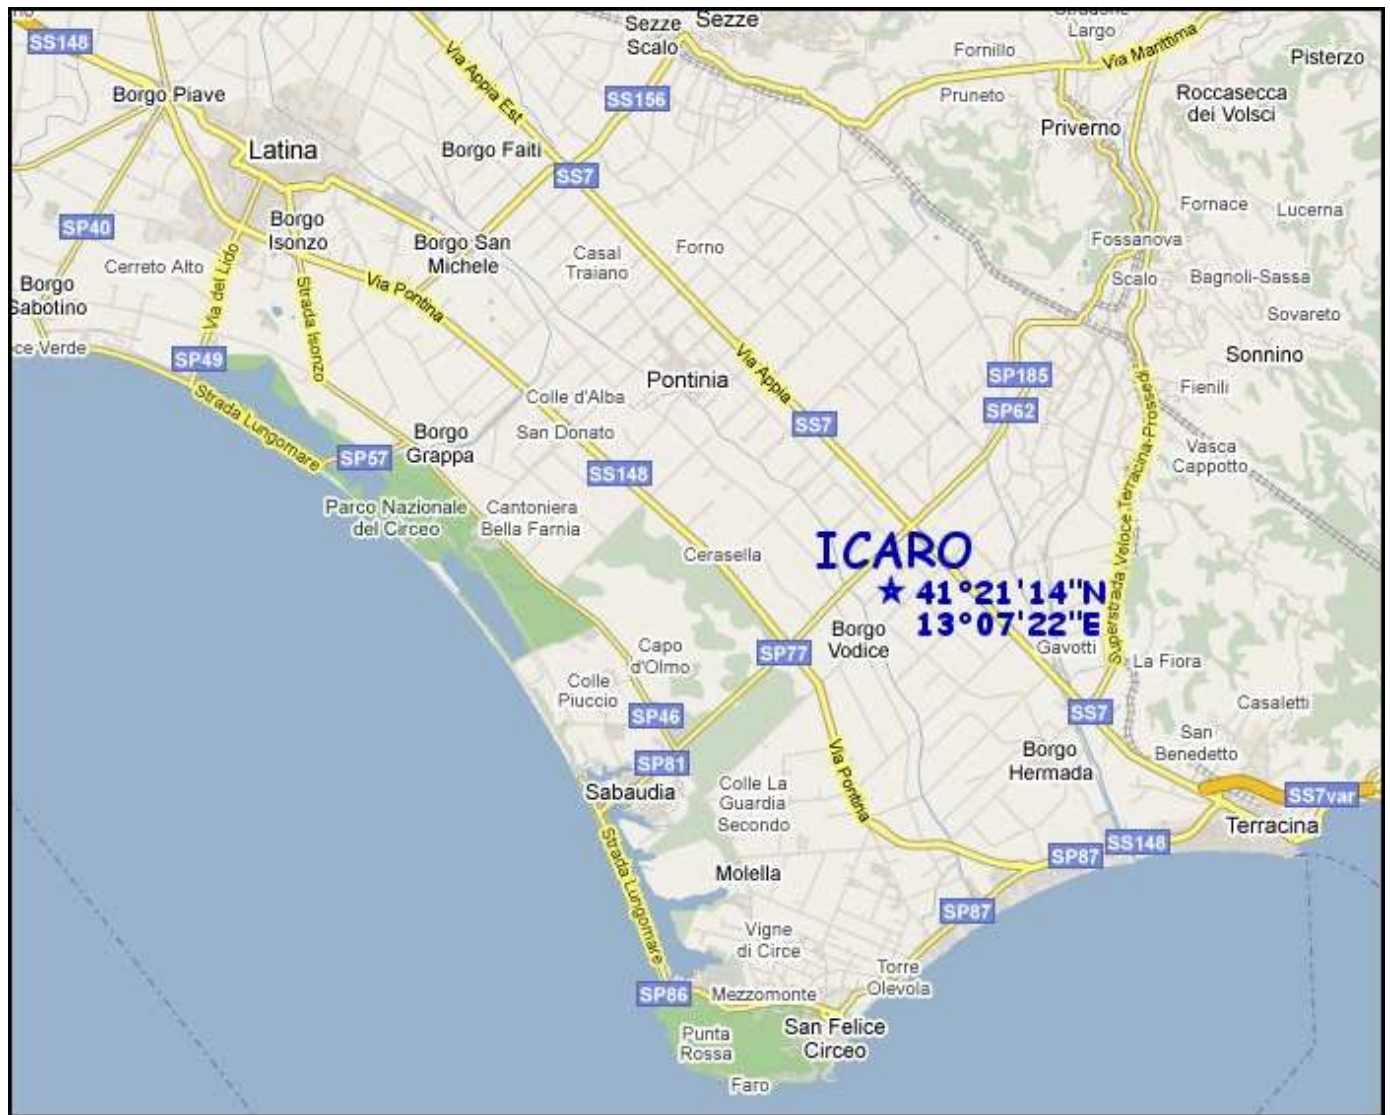 Sezze
Sezze
Scalo
Largo
SS148
Via Appia Est
Fornillo
Via Marittima
Pisterzo
Borgo Piave
SS156
Pruneto
Roccasecca
dei Volsci
Latina
Borgo Faiti
Priverno
SS7
SP40
Borgo
Isonzo
Borgo San
Michele
Casal
Traiano
Forno
Fornace
Lucerna
Fossanova
Scalo
Cerreto Alto
Via del Lido
Strada Isonzo
Via Pontina
Bagnoli-Sassa
Borgo
Sabotino
Sovareto
ce Verde
SP49
Via Appia
Sonnino
Pontinia
SP185
Fienili
Strada Lungomare
Colle d'Alba
SP62
SS7
Borgo
Grappa
San Donato
Vasca
Cappotto
SP57
SS148
Superstrada Veloce Terracina-Prossedi
Parco Nazionale
del Circeo
Cantoniera
Bella Farnia
Cerasella
ICARO
41°21'14"N
13°07'22"E
Borgo
Vodice
Gavotti
SP77
Capo
d'Olmo
La Fiora
Colle
Piuccio
SP46
SS7
Casaletti
San
Benedetto
Borgo
Hermada
SP81
Via Pontina
Sabaudia
Colle La
Guardia
Secondo
SS7var
Terracina
Strada Lungomare
SS148
SP87
Molella
SP87
Vigne
di Circe
Torre
Olevola
SP86
Mezzomonte
San Felice
Circeo
Punta
Rossa
Faro